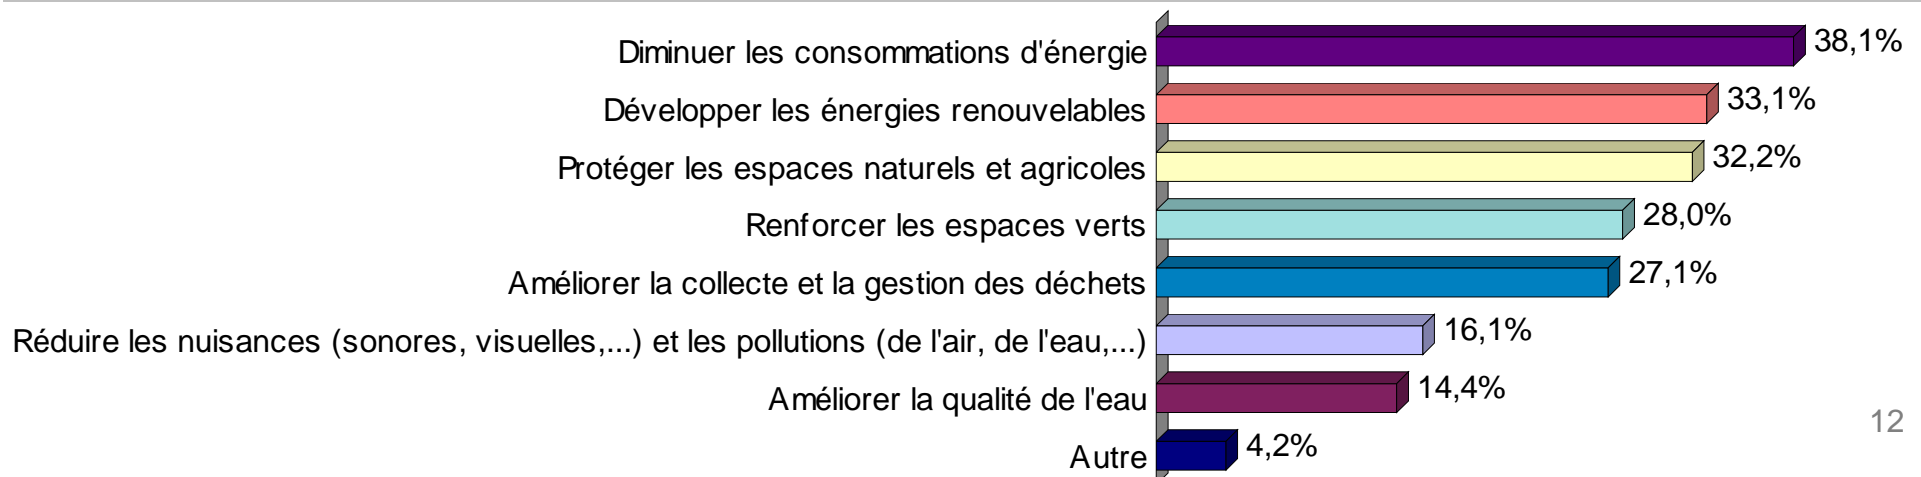 Diminuer les consommations d'énergie 38,1%
Développer les énergies renouvelables 33,1%
Protéger les espaces naturels et agricoles 32,2%
Renforcer les espaces verts 28,0%
Améliorer la collecte et la gestion des déchets 27,1%
Réduire les nuisances (sonores, visuelles,...) et les pollutions (de l'air, de l'eau,...) 16,1%
Améliorer la qualité de l'eau 14,4%
Autre 4,2%
12